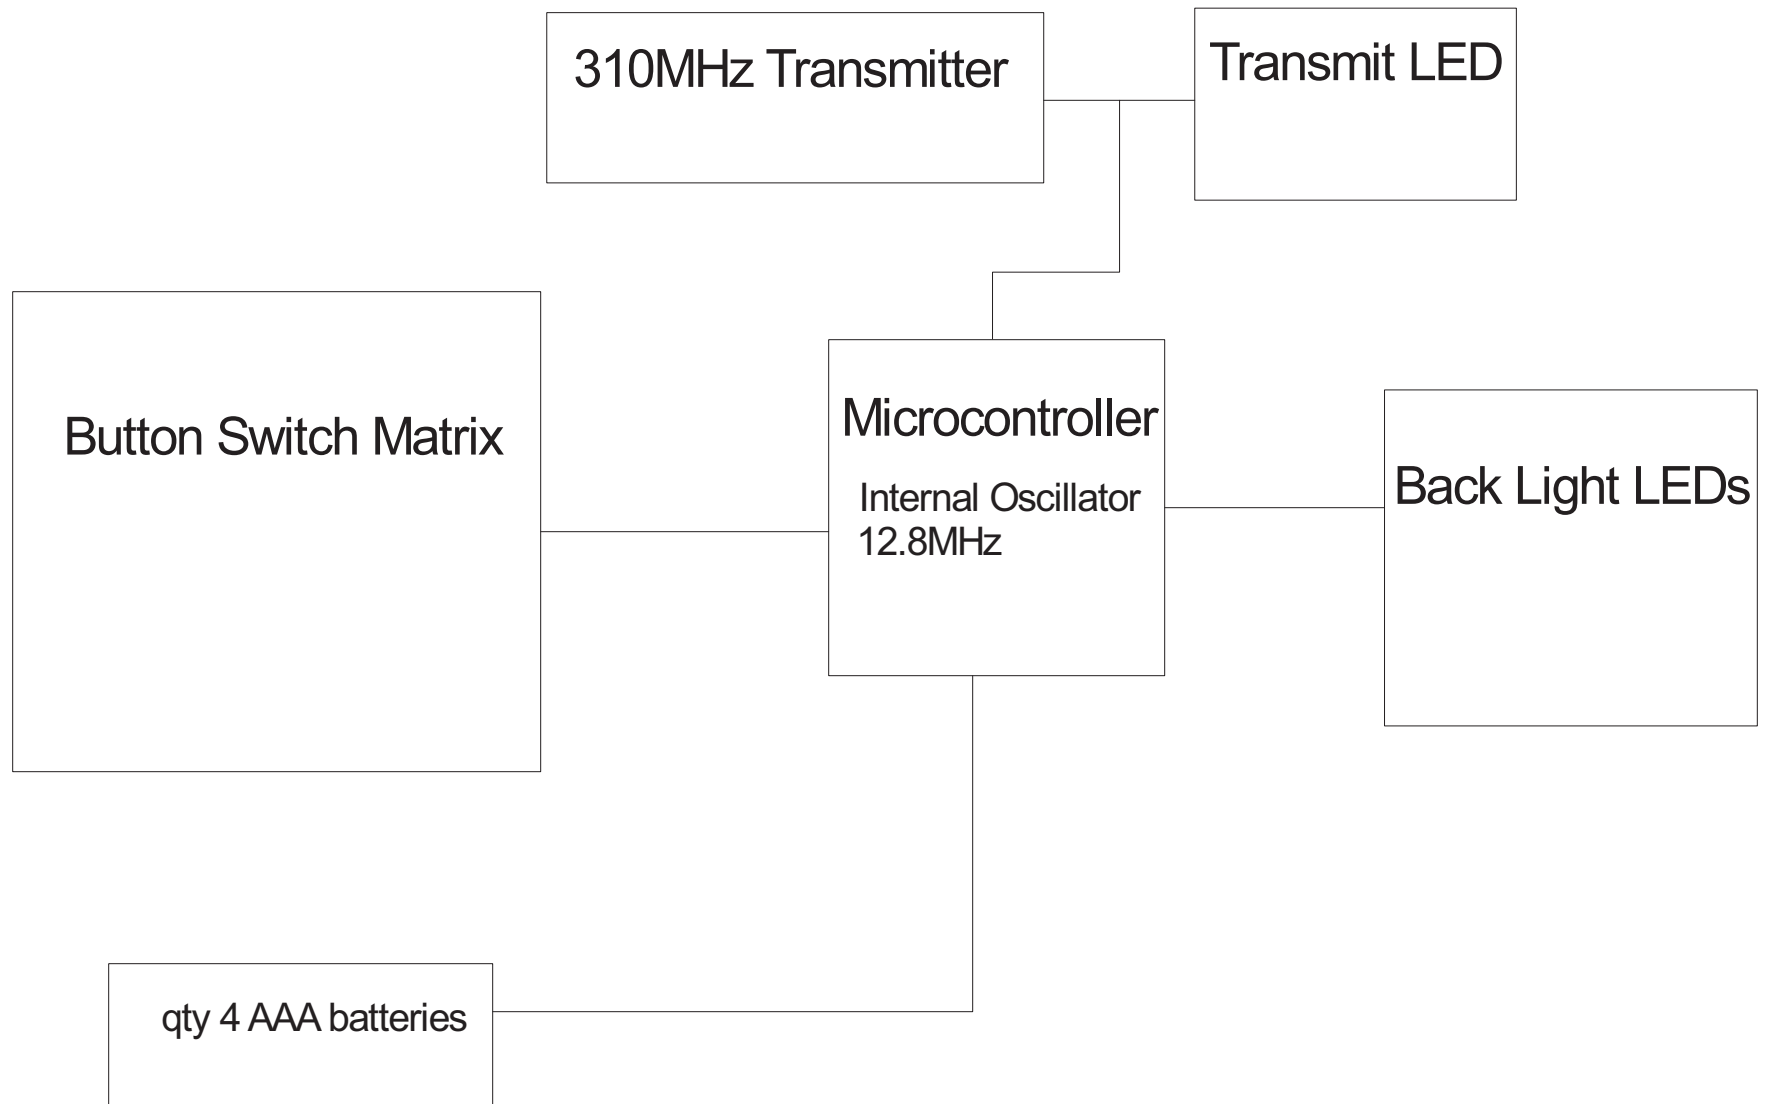 310MHz Transmitter
Transmit LED
Button Switch Matrix
Microcontroller
Internal Oscillator
12.8MHz
Back Light LEDs
qty 4 AAA batteries